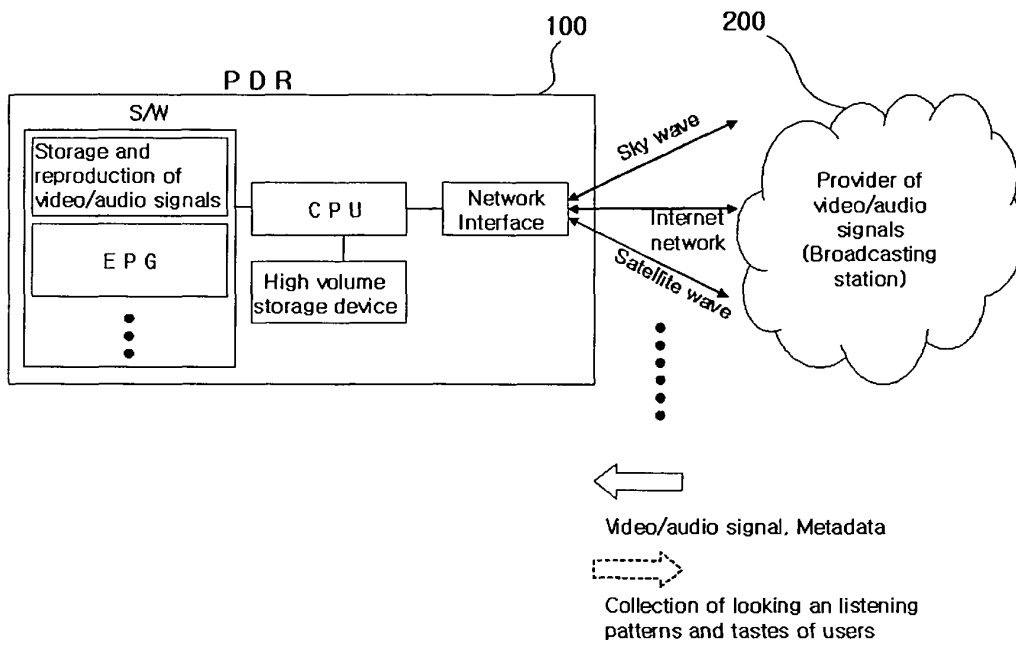 100
200
P D R
S/W
Storage and
reproduction of
video/audio signals
E P G
C P U
High volume
storage device
Network
Interface
Sky wave
Internet
network
Satellite wave
Provider of
video/audio
signals
(Broadcasting
station)
Video/audio signal, Metadada
Collection of looking an listening
patterns and tastes of users